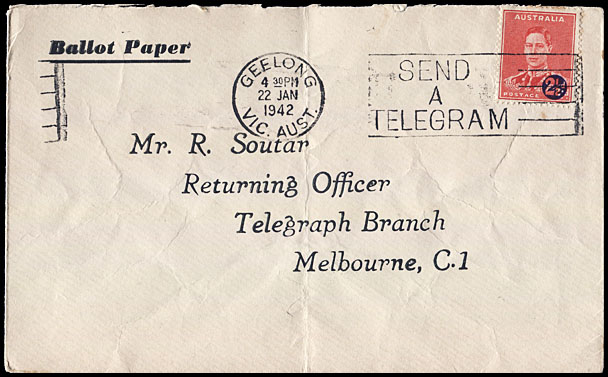 Ballot Paper
GEELONG
4 30PM
22 JAN
1942
VIC. AUST.
SEND
A
TELEGRAM
AUSTRALIA
2½
POSTAGE
Mr. R. Soutar
Returning Officer
Telegraph Branch
Melbourne, C.1